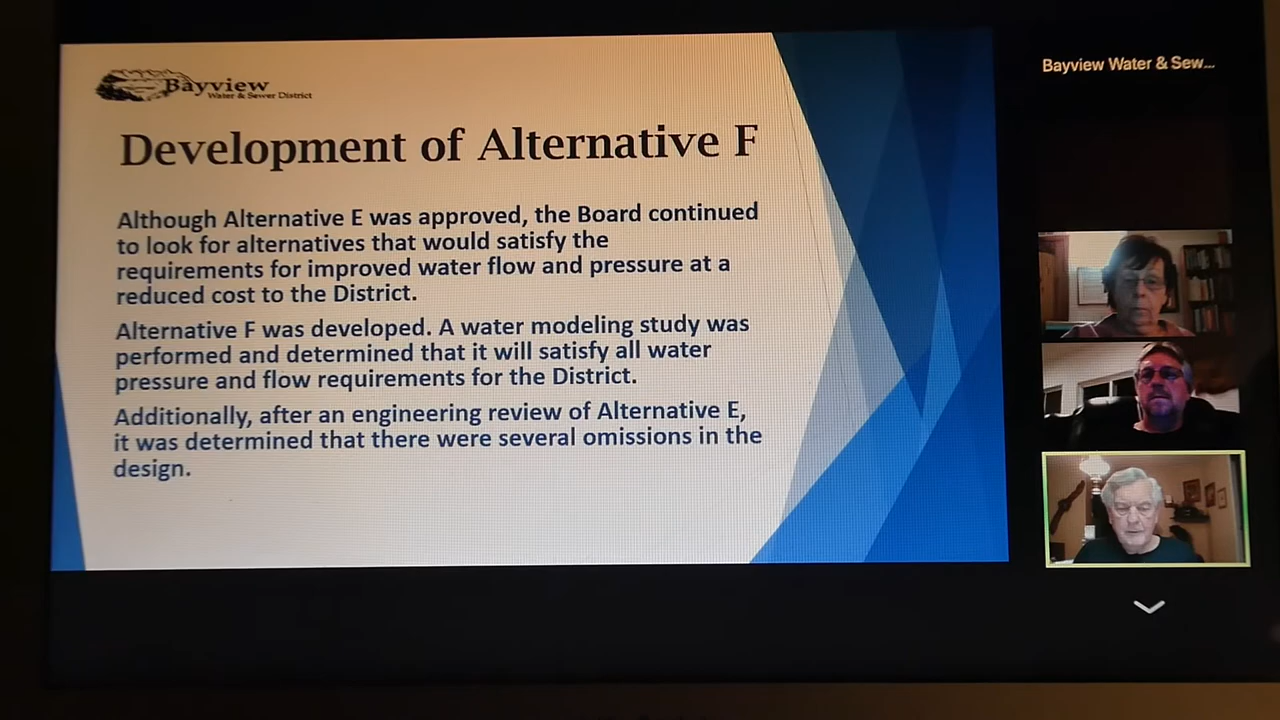 Bayview
Water & Sewer District
Bayview Water & Sew...
Development of Alternative F
Although Alternative E was approved, the Board continued
to look for alternatives that would satisfy the
requirements for improved water flow and pressure at a
reduced cost to the District.
Alternative F was developed. A water modeling study was
performed and determined that it will satisfy all water
pressure and flow requirements for the District.
Additionally, after an engineering review of Alternative E,
it was determined that there were several omissions in the
design.